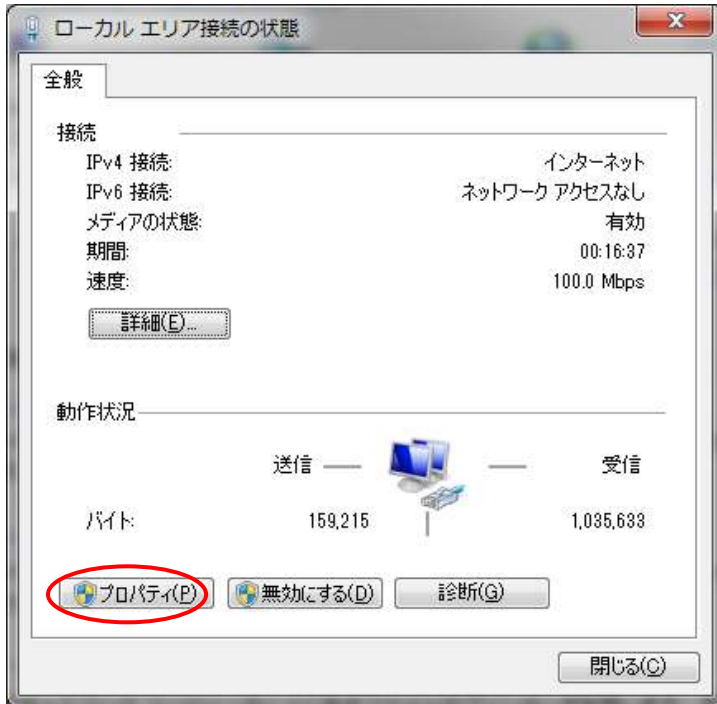 ローカル エリア接続の状態
全般
接続
IPv4 接続: インターネット
IPv6 接続: ネットワーク アクセスなし
メディアの状態: 有効
期間: 00:16:37
速度: 100.0 Mbps
詳細(E)...
動作状況
送信 受信
バイト: 159,215 1,035,633
プロパティ(P) 無効にする(D) 診断(G)
閉じる(C)